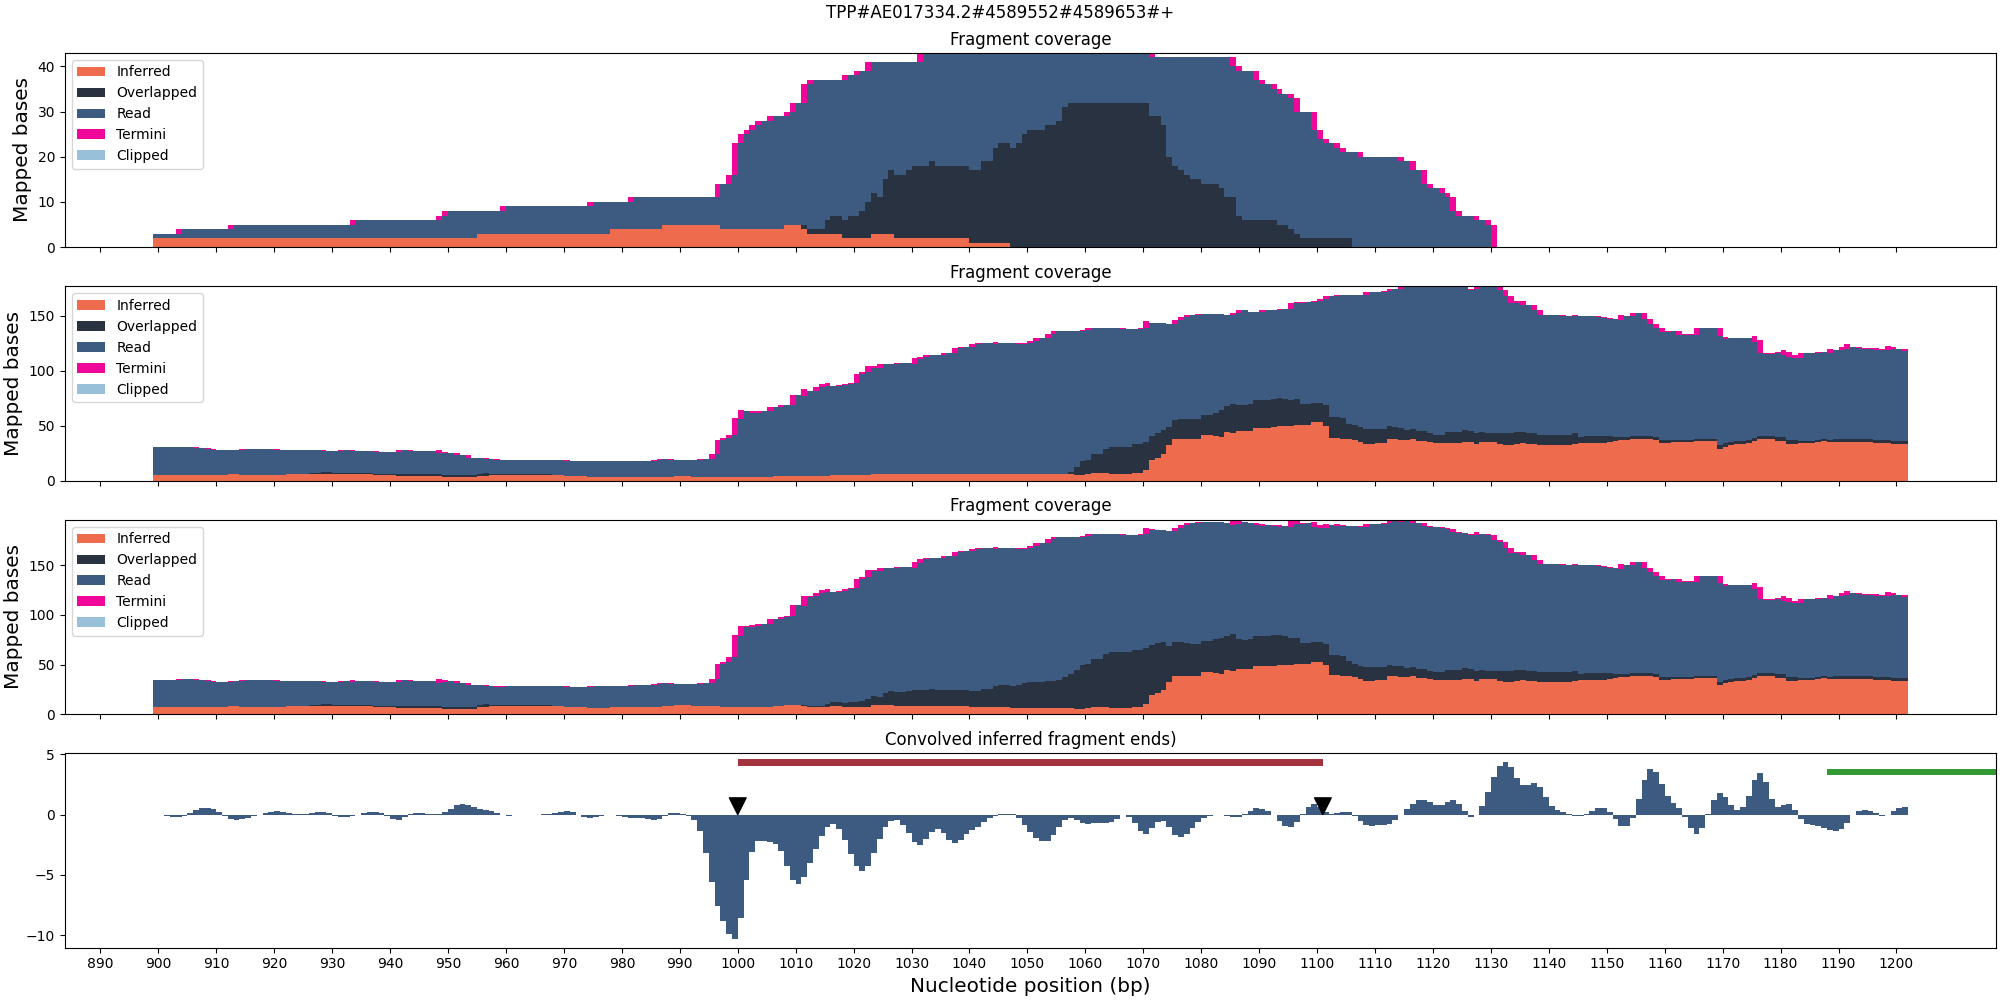 TPP#AE017334.2#4589552#4589653#+
Fragment coverage
Mapped bases
40
30
20
10
0
Inferred
Overlapped
Read
Termini
Clipped
Fragment coverage
Mapped bases
150
100
50
0
Inferred
Overlapped
Read
Termini
Clipped
Fragment coverage
Mapped bases
150
100
50
0
Inferred
Overlapped
Read
Termini
Clipped
Convolved inferred fragment ends)
5
0
−5
−10
890 900 910 920 930 940 950 960 970 980 990 1000 1010 1020 1030 1040 1050 1060 1070 1080 1090 1100 1110 1120 1130 1140 1150 1160 1170 1180 1190 1200
Nucleotide position (bp)